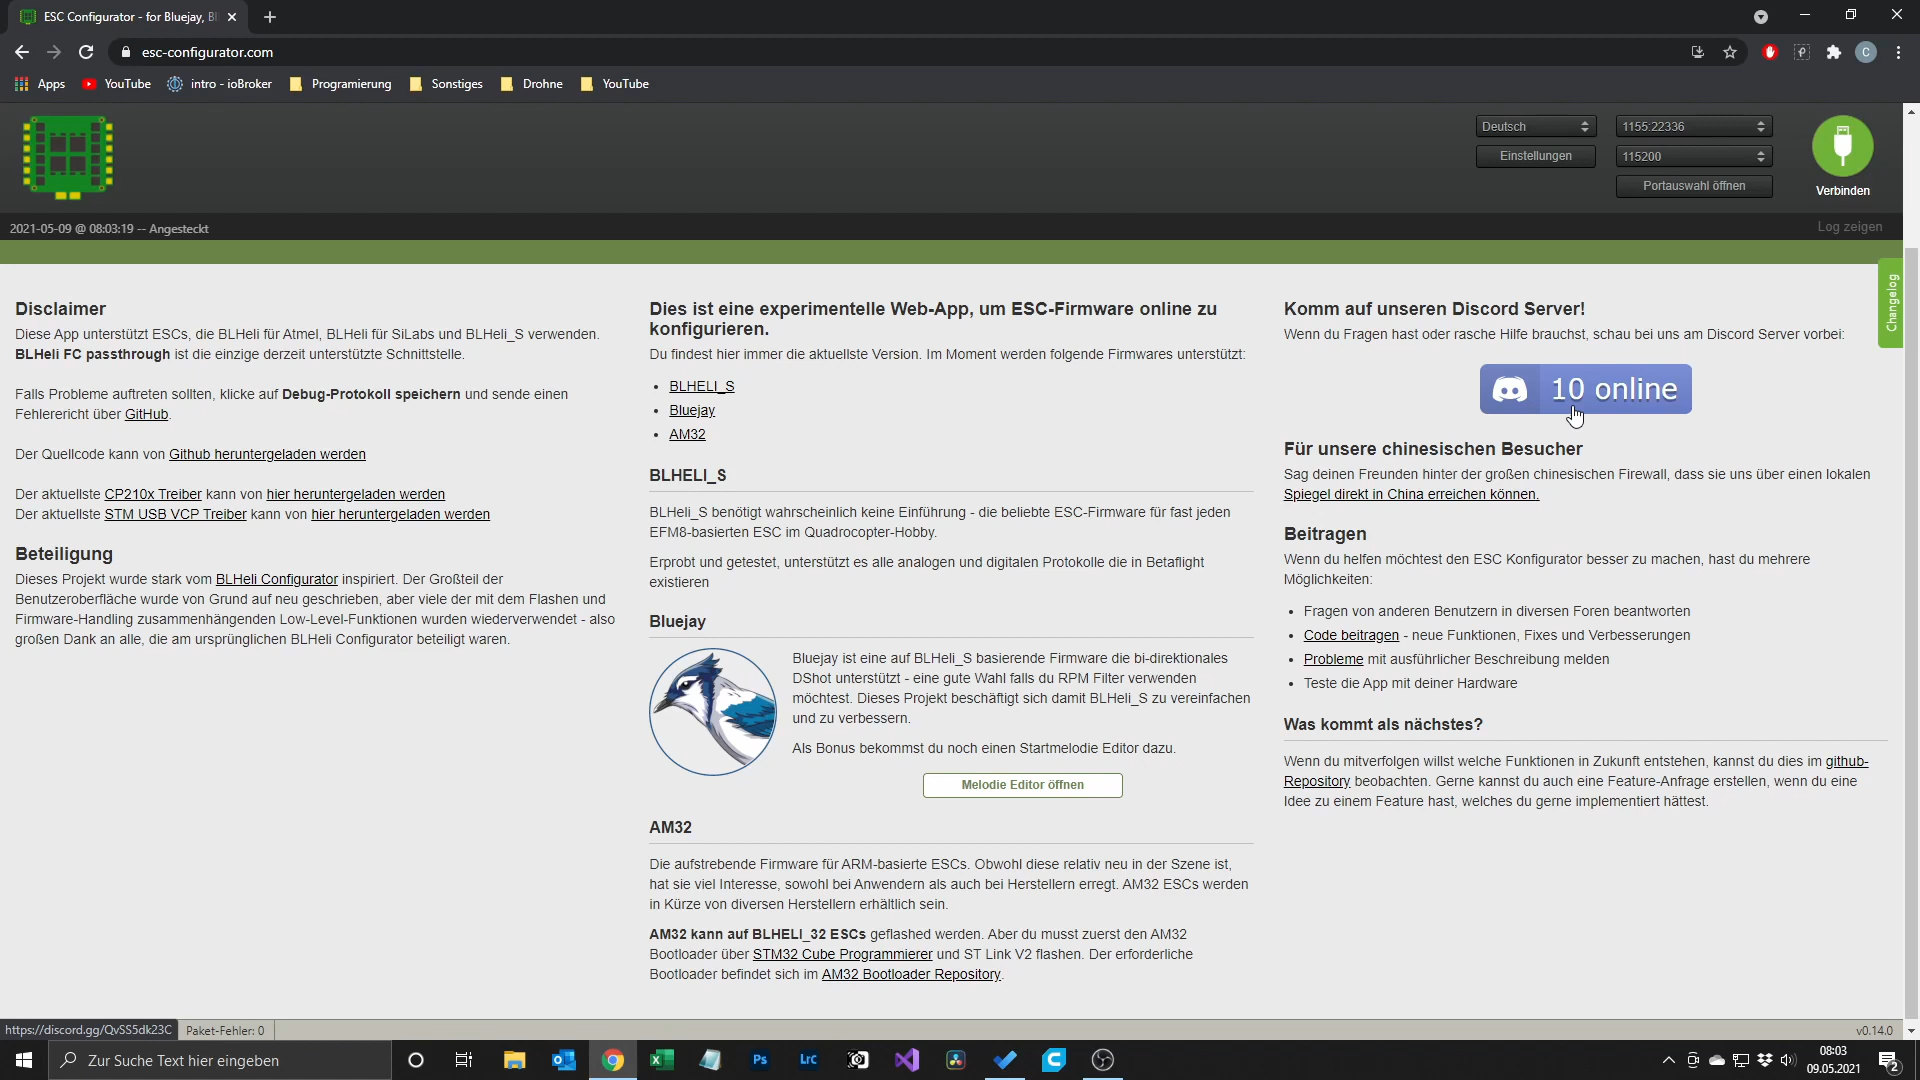 ESC Configurator - for Bluejay, Bl
esc-configurator.com
C
Apps
YouTube
intro - ioBroker
Programierung
Sonstiges
Drohne
YouTube
Deutsch
1155:22336
Einstellungen
115200
Portauswahl öffnen
Verbinden
2021-05-09 @ 08:03:19 -- Angesteckt
Log zeigen
Changelog
Disclaimer
Diese App unterstützt ESCs, die BLHeli für Atmel, BLHeli für SiLabs und BLHeli_S verwenden.
BLHeli FC passthrough ist die einzige derzeit unterstützte Schnittstelle.
Falls Probleme auftreten sollten, klicke auf Debug-Protokoll speichern und sende einen
Fehlerericht über GitHub.
Der Quellcode kann von Github heruntergeladen werden
Der aktuellste CP210x Treiber kann von hier heruntergeladen werden
Der aktuellste STM USB VCP Treiber kann von hier heruntergeladen werden
Beteiligung
Dieses Projekt wurde stark vom BLHeli Configurator inspiriert. Der Großteil der
Benutzeroberfläche wurde von Grund auf neu geschrieben, aber viele der mit dem Flashen und
Firmware-Handling zusammenhängenden Low-Level-Funktionen wurden wiederverwendet - also
großen Dank an alle, die am ursprünglichen BLHeli Configurator beteiligt waren.
Dies ist eine experimentelle Web-App, um ESC-Firmware online zu
konfigurieren.
Du findest hier immer die aktuellste Version. Im Moment werden folgende Firmwares unterstützt:
• BLHELI_S
• Bluejay
• AM32
BLHELI_S
BLHeli_S benötigt wahrscheinlich keine Einführung - die beliebte ESC-Firmware für fast jeden
EFM8-basierten ESC im Quadrocopter-Hobby.
Erprobt und getestet, unterstützt es alle analogen und digitalen Protokolle die in Betaflight
existieren
Bluejay
Bluejay ist eine auf BLHeli_S basierende Firmware die bi-direktionales
DShot unterstützt - eine gute Wahl falls du RPM Filter verwenden
möchtest. Dieses Projekt beschäftigt sich damit BLHeli_S zu vereinfachen
und zu verbessern.
Als Bonus bekommst du noch einen Startmelodie Editor dazu.
Melodie Editor öffnen
AM32
Die aufstrebende Firmware für ARM-basierte ESCs. Obwohl diese relativ neu in der Szene ist,
hat sie viel Interesse, sowohl bei Anwendern als auch bei Herstellern erregt. AM32 ESCs werden
in Kürze von diversen Herstellern erhältlich sein.
AM32 kann auf BLHELI_32 ESCs geflashed werden. Aber du musst zuerst den AM32
Bootloader über STM32 Cube Programmierer und ST Link V2 flashen. Der erforderliche
Bootloader befindet sich im AM32 Bootloader Repository.
Komm auf unseren Discord Server!
Wenn du Fragen hast oder rasche Hilfe brauchst, schau bei uns am Discord Server vorbei:
10 online
Für unsere chinesischen Besucher
Sag deinen Freunden hinter der großen chinesischen Firewall, dass sie uns über einen lokalen
Spiegel direkt in China erreichen können.
Beitragen
Wenn du helfen möchtest den ESC Konfigurator besser zu machen, hast du mehrere
Möglichkeiten:
• Fragen von anderen Benutzern in diversen Foren beantworten
• Code beitragen - neue Funktionen, Fixes und Verbesserungen
• Probleme mit ausführlicher Beschreibung melden
• Teste die App mit deiner Hardware
Was kommt als nächstes?
Wenn du mitverfolgen willst welche Funktionen in Zukunft entstehen, kannst du dies im github-
Repository beobachten. Gerne kannst du auch eine Feature-Anfrage erstellen, wenn du eine
Idee zu einem Feature hast, welches du gerne implementiert hättest.
https://discord.gg/QvSS5dk23C
Paket-Fehler: 0
v0.14.0
Zur Suche Text hier eingeben
Ps
Lrc
08:03
09.05.2021
2